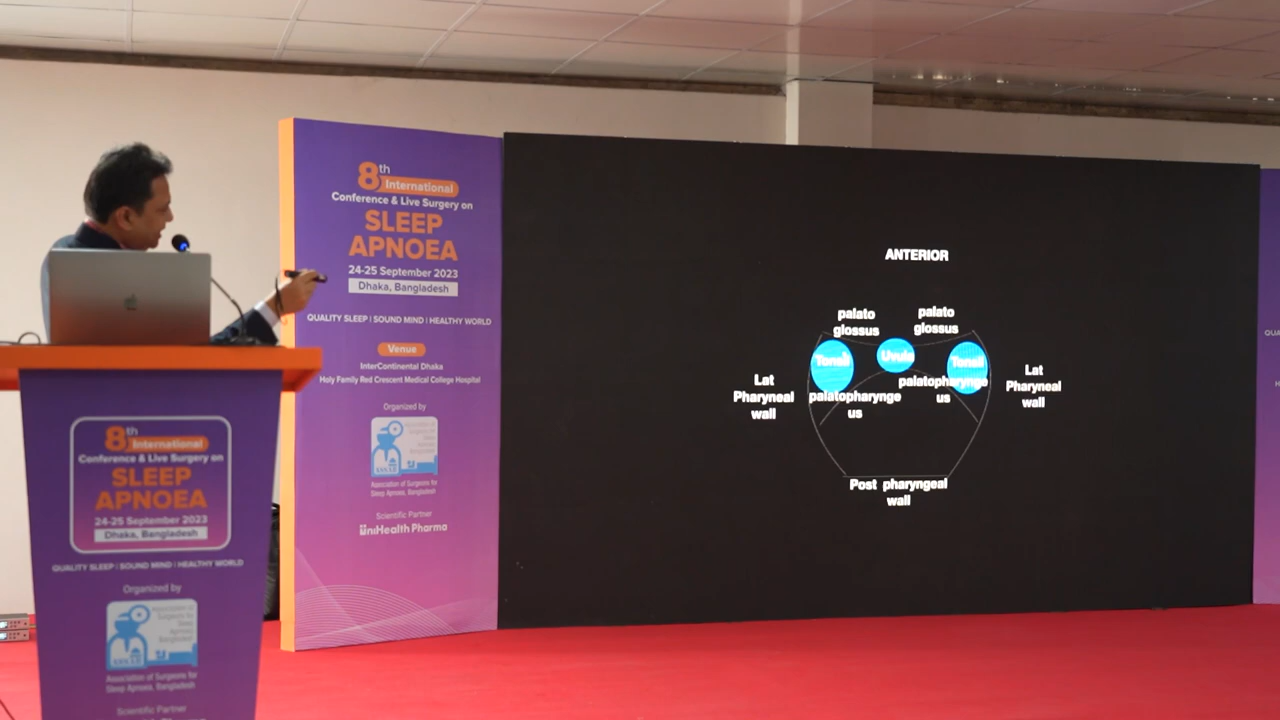 8th
International
Conference & Live Surgery on
SLEEP
APNOEA
24-25 September 2023
Dhaka, Bangladesh
QUALITY SLEEP | SOUND MIND | HEALTHY WORLD
Venue
InterContinental Dhaka
Holy Family Red Crescent Medical College Hospital
Organized by
Association of Surgeons for
Sleep Apnoea, Bangladesh
Scientific Partner
UniHealth Pharma
ANTERIOR
palato
glossus
palato
glossus
Tonsil
Uvula
Tonsil
palatopharynge
us
palatopharynge
us
Lat
Pharyneal
wall
Lat
Pharyneal
wall
Post pharyngeal
wall
8th
International
Conference & Live Surgery on
SLEEP
APNOEA
24-25 September 2023
Dhaka, Bangladesh
QUALITY SLEEP | SOUND MIND | HEALTHY WORLD
Organized by
Association of Surgeons for
Sleep Apnoea, Bangladesh
Scientific Partner
QUA